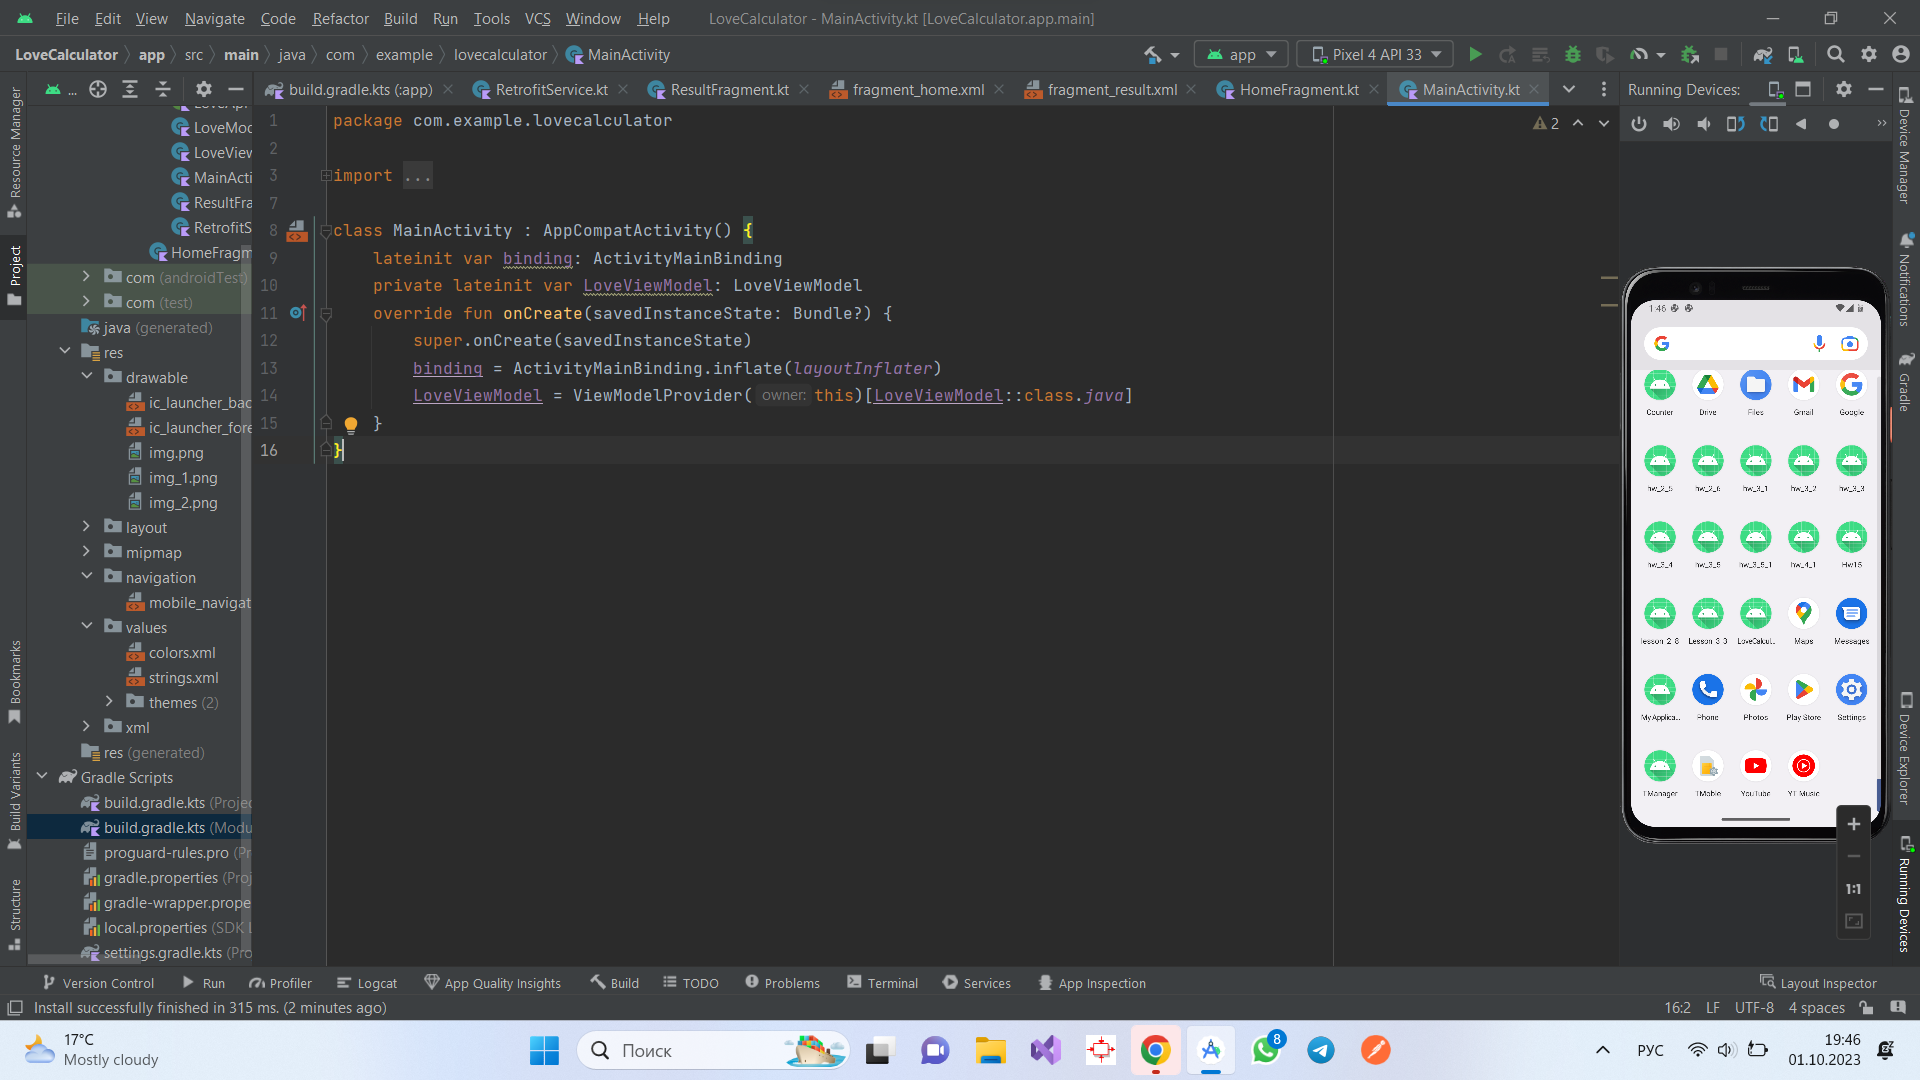 File Edit View Navigate Code Refactor Build Run Tools VCS Window Help LoveCalculator - MainActivity.kt [LoveCalculator.app.main]
LoveCalculator app src main java com example lovecalculator MainActivity app Pixel 4 API 33
... build.gradle.kts (:app) RetrofitService.kt ResultFragment.kt fragment_home.xml fragment_result.xml HomeFragment.kt MainActivity.kt Running Devices:
Resource Manager
Project
Bookmarks
Build Variants
Structure
LoveMod
LoveView
MainActi
ResultFra
RetrofitS
HomeFragm
com (androidTest)
com (test)
java (generated)
res
drawable
ic_launcher_bac
ic_launcher_fore
img.png
img_1.png
img_2.png
layout
mipmap
navigation
mobile_navigat
values
colors.xml
strings.xml
themes (2)
xml
res (generated)
Gradle Scripts
build.gradle.kts (Projec
build.gradle.kts (Modu
proguard-rules.pro (Pr
gradle.properties (Proj
gradle-wrapper.prope
local.properties (SDK L
settings.gradle.kts (Pro
1 package com.example.lovecalculator
2
3 import ...
7
8 class MainActivity : AppCompatActivity() {
9 lateinit var binding: ActivityMainBinding
10 private lateinit var LoveViewModel: LoveViewModel
11 override fun onCreate(savedInstanceState: Bundle?) {
12 super.onCreate(savedInstanceState)
13 binding = ActivityMainBinding.inflate(layoutInflater)
14 LoveViewModel = ViewModelProvider( owner: this)[LoveViewModel::class.java]
15 }
16 }
2
1:46
Counter Drive Files Gmail Google
hw_2_5 hw_2_6 hw_3_1 hw_3_2 hw_3_3
hw_3_4 hw_3_5 hw_3_5_1 hw_4_1 Hw15
lesson_2_8 Lesson_3_3 LoveCalcul... Maps Messages
My Applica... Phone Photos Play Store Settings
TManager TMoble YouTube YT Music
1:1
Device Manager
Notifications
Gradle
Device Explorer
Running Devices
Version Control Run Profiler Logcat App Quality Insights Build TODO Problems Terminal Services App Inspection Layout Inspector
Install successfully finished in 315 ms. (2 minutes ago) 16:2 LF UTF-8 4 spaces
17°C
Mostly cloudy
Поиск
8
РУС
19:46
01.10.2023